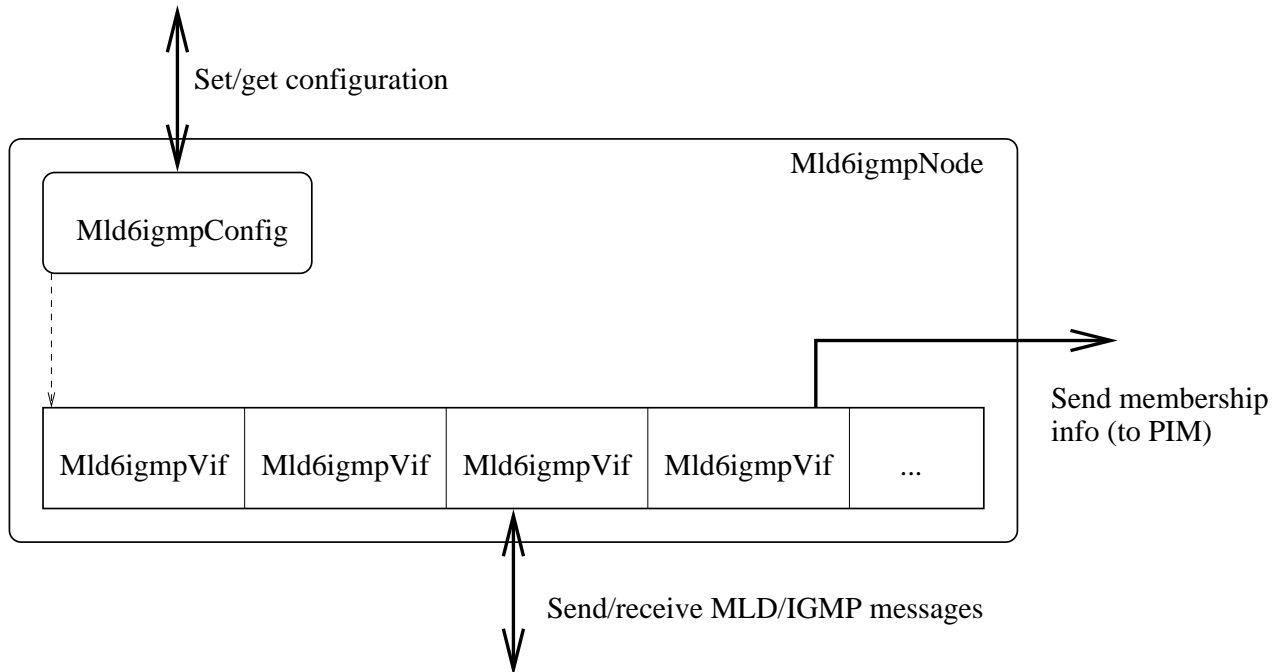 Set/get configuration
Mld6igmpNode
Mld6igmpConfig
Send membership
info (to PIM)
Mld6igmpVif Mld6igmpVif Mld6igmpVif Mld6igmpVif ...
Send/receive MLD/IGMP messages